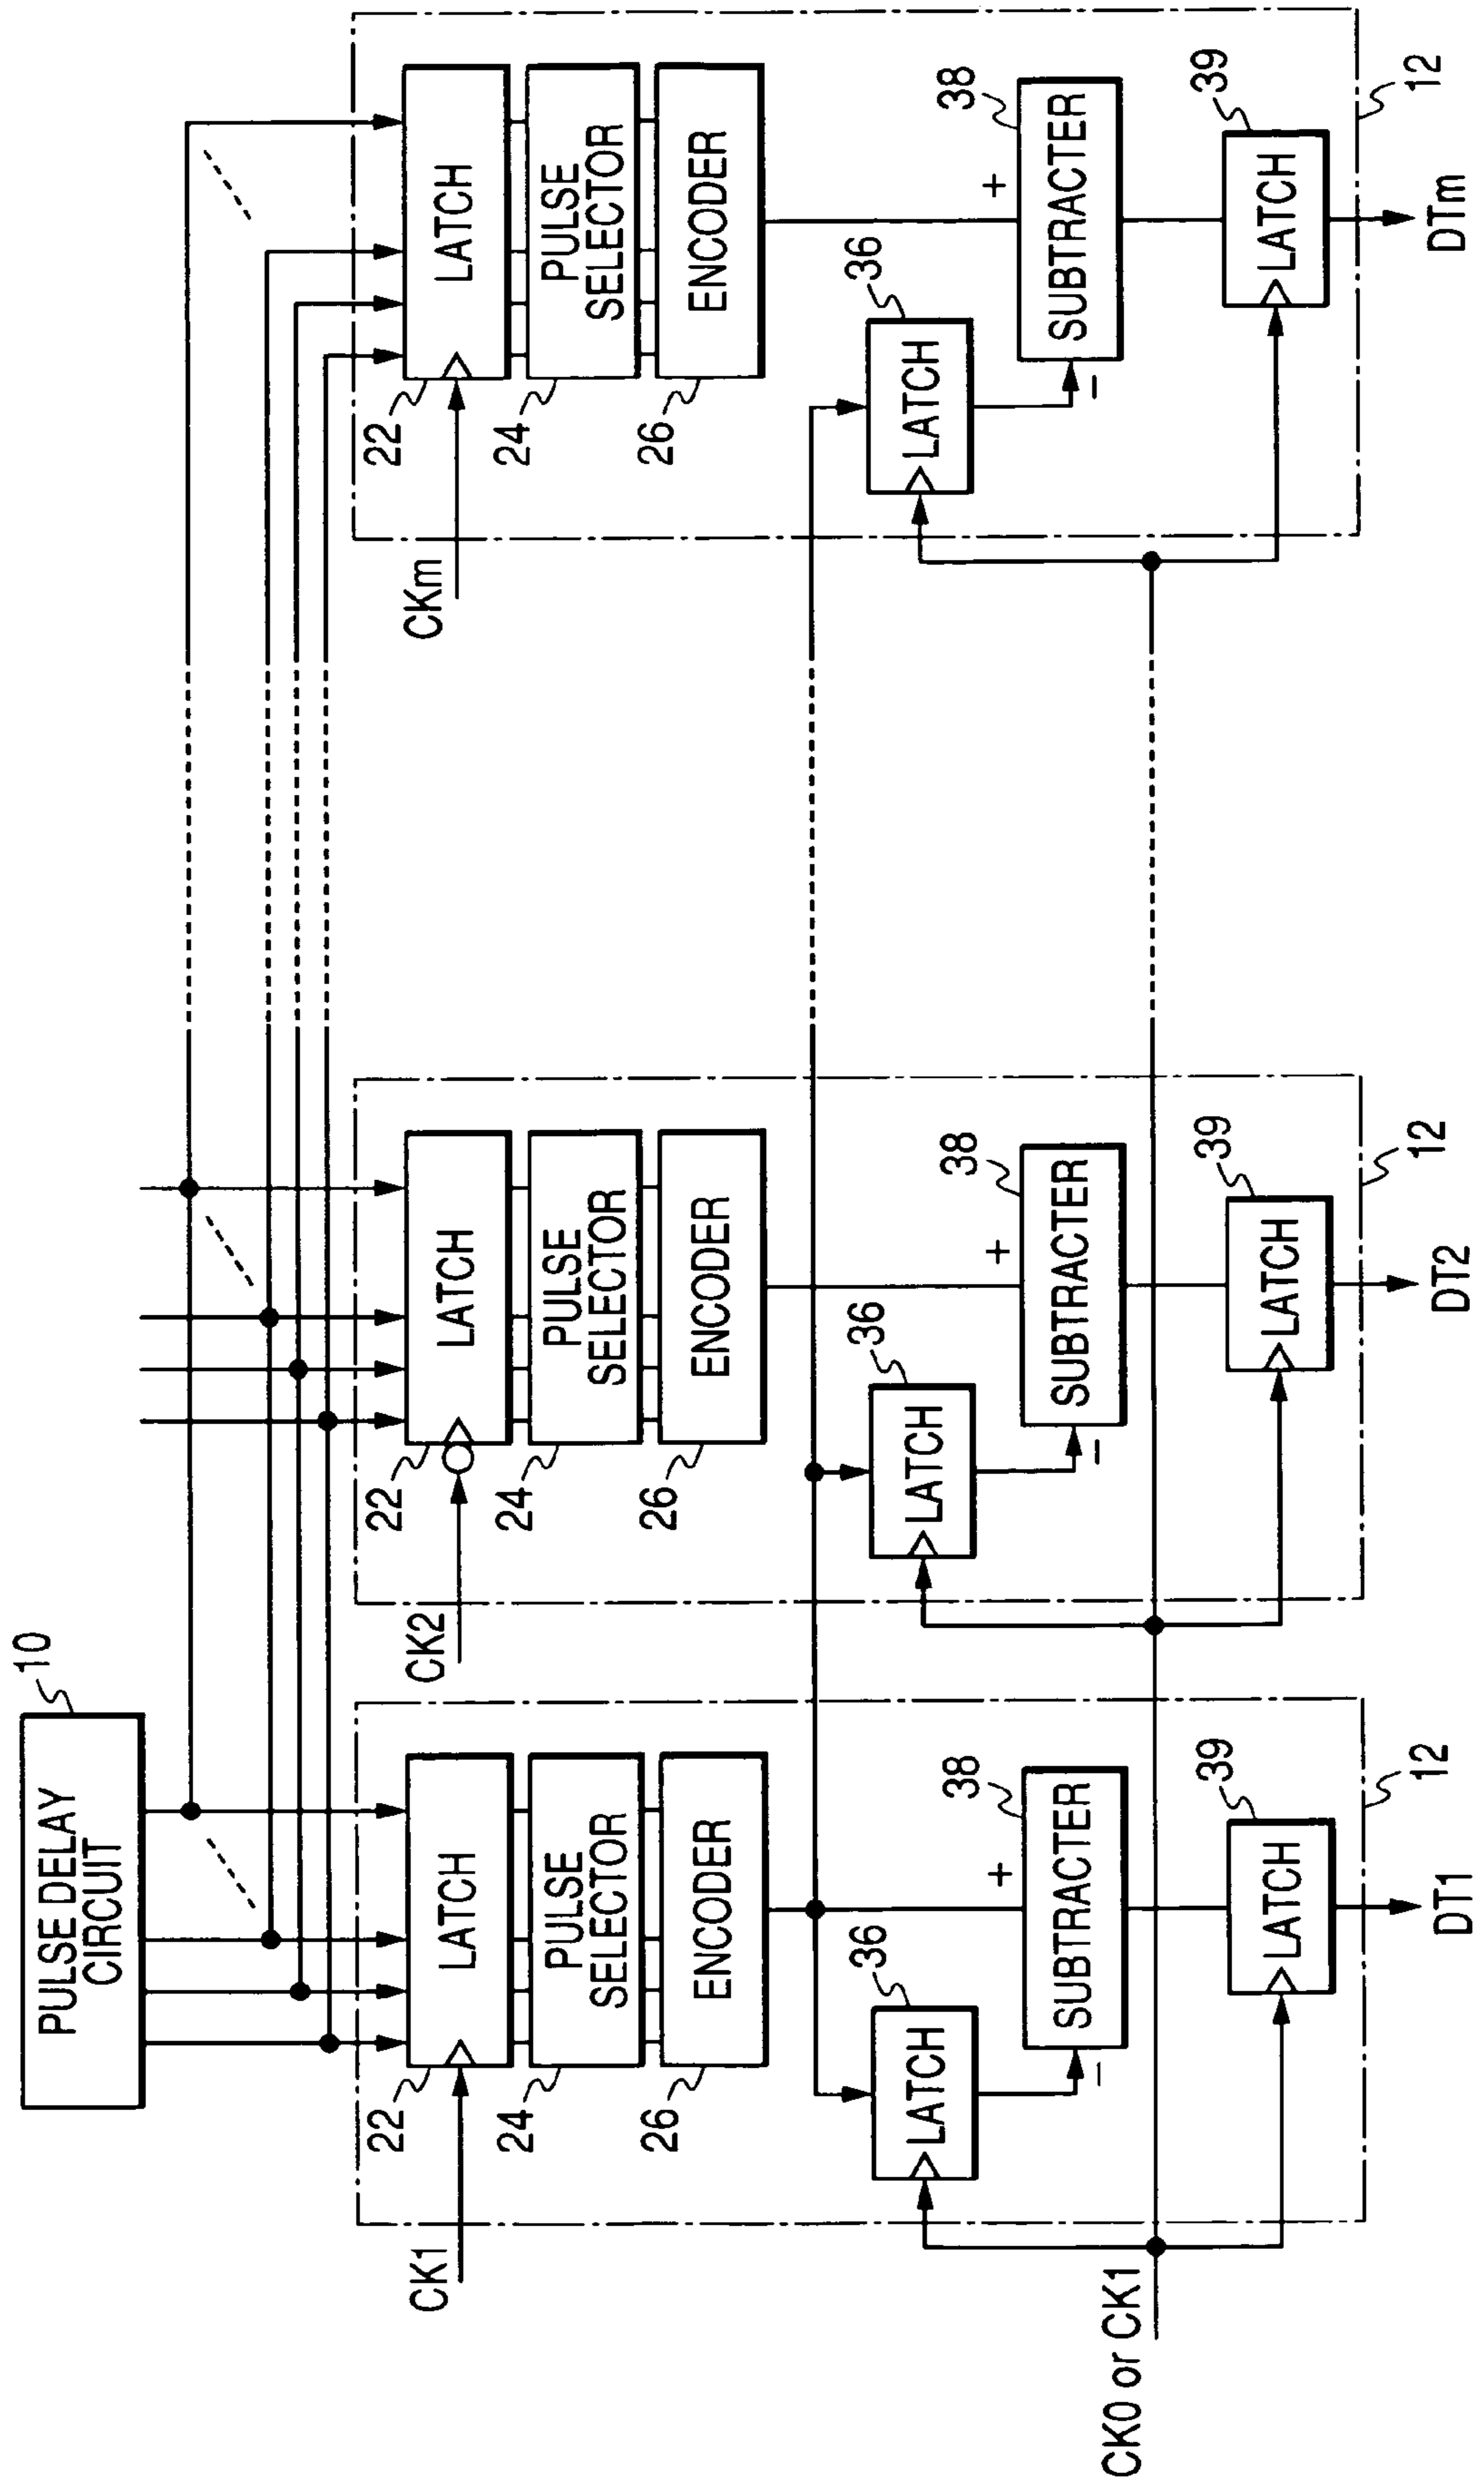 10
PULSE DELAY
CIRCUIT
CK1
22
LATCH
24
PULSE
SELECTOR
26
ENCODER
36
LATCH
38
+
−
SUBTRACTER
39
LATCH
12
DT1
CK2
22
LATCH
24
PULSE
SELECTOR
26
ENCODER
36
LATCH
38
+
−
SUBTRACTER
39
LATCH
12
DT2
CKm
22
LATCH
24
PULSE
SELECTOR
26
ENCODER
36
LATCH
38
+
−
SUBTRACTER
39
LATCH
12
DTm
CK0 or CK1